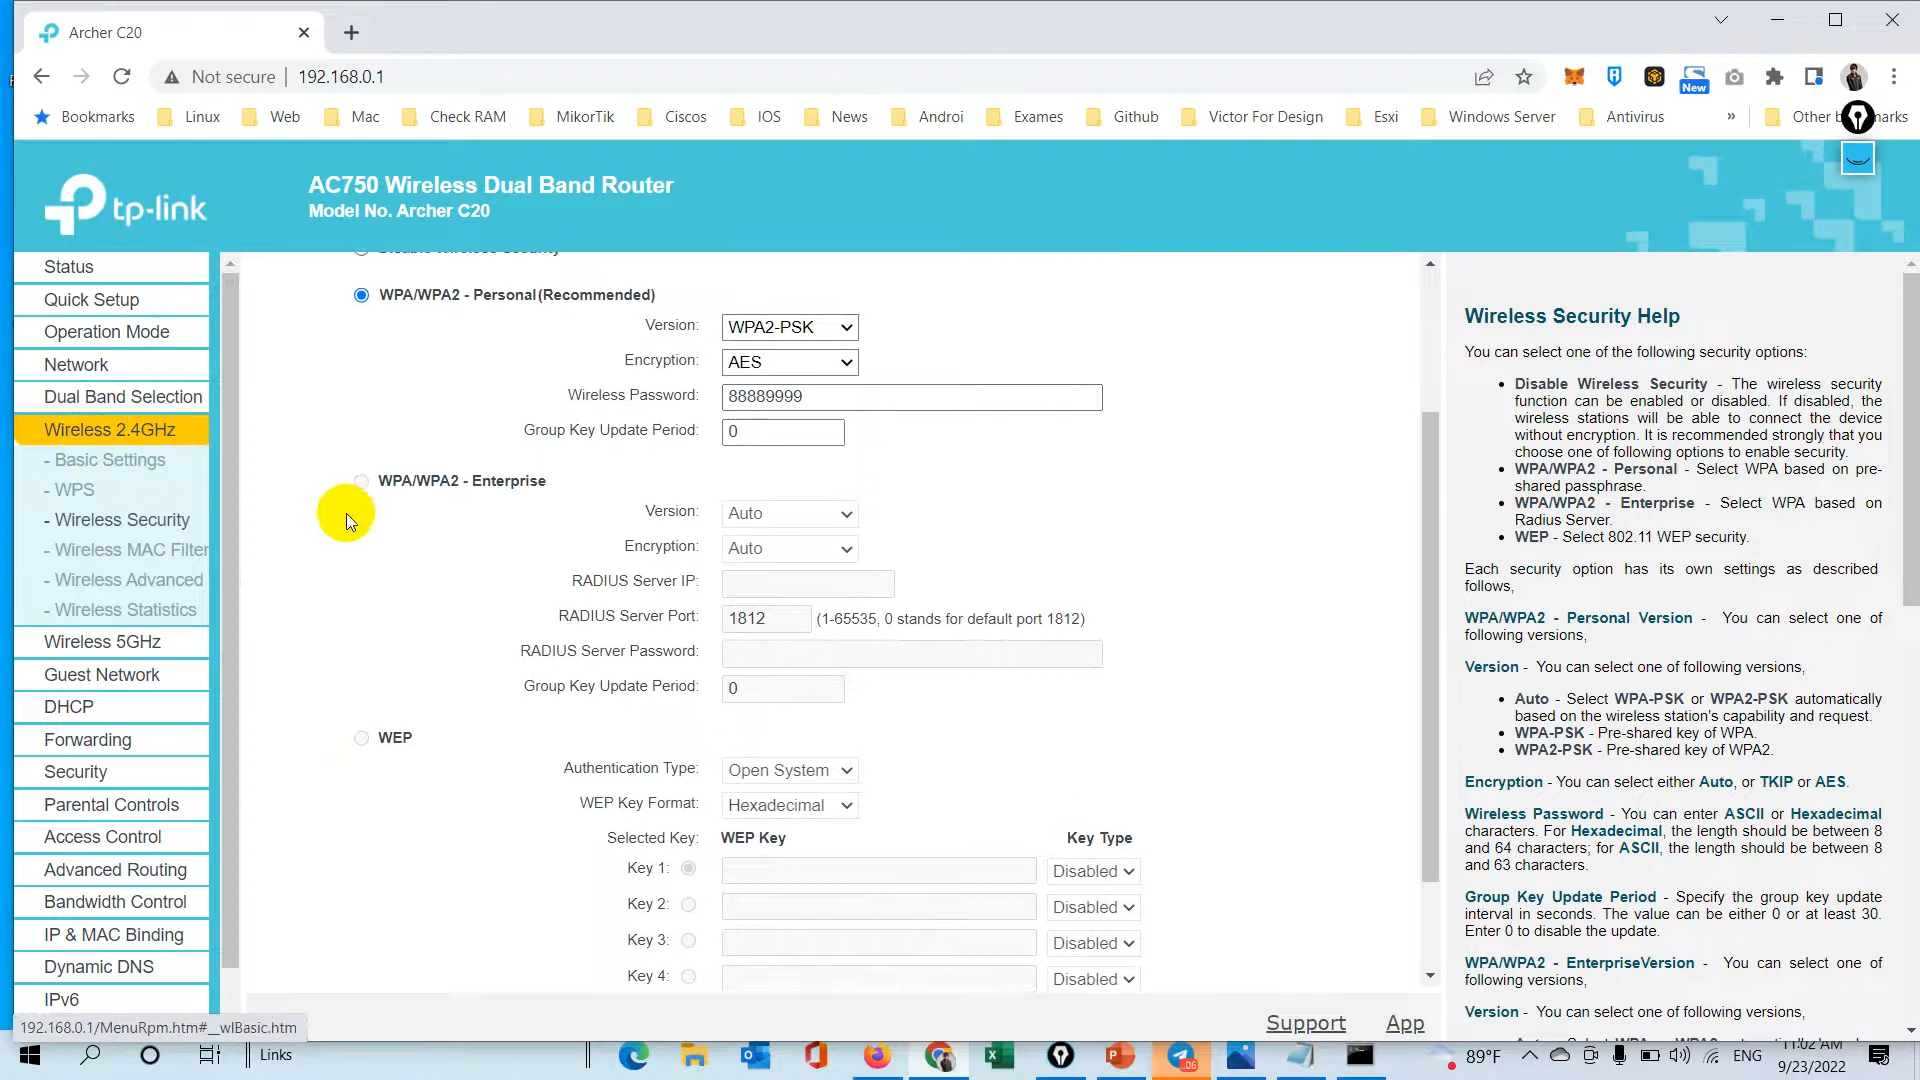 Archer C20
Not secure
192.168.0.1
New
Bookmarks
Linux
Web
Mac
Check RAM
MikorTik
Ciscos
IOS
News
Androi
Exames
Github
Victor For Design
Esxi
Windows Server
Antivirus
»
Other b
marks
tp-link
AC750 Wireless Dual Band Router
Model No. Archer C20
Status
Quick Setup
Operation Mode
Network
Dual Band Selection
Wireless 2.4GHz
- Basic Settings
- WPS
- Wireless Security
- Wireless MAC Filter
- Wireless Advanced
- Wireless Statistics
Wireless 5GHz
Guest Network
DHCP
Forwarding
Security
Parental Controls
Access Control
Advanced Routing
Bandwidth Control
IP & MAC Binding
Dynamic DNS
IPv6
192.168.0.1/MenuRpm.htm#__wlBasic.htm
WPA/WPA2 - Personal(Recommended)
Version: WPA2-PSK
Encryption: AES
Wireless Password: 88889999
Group Key Update Period: 0
WPA/WPA2 - Enterprise
Version: Auto
Encryption: Auto
RADIUS Server IP:
RADIUS Server Port: 1812 (1-65535, 0 stands for default port 1812)
RADIUS Server Password:
Group Key Update Period: 0
WEP
Authentication Type: Open System
WEP Key Format: Hexadecimal
Selected Key: WEP Key Key Type
Key 1: Disabled
Key 2: Disabled
Key 3: Disabled
Key 4: Disabled
Support App
Wireless Security Help
You can select one of the following security options:
• Disable Wireless Security - The wireless security
function can be enabled or disabled. If disabled, the
wireless stations will be able to connect the device
without encryption. It is recommended strongly that you
choose one of following options to enable security.
• WPA/WPA2 - Personal - Select WPA based on pre-
shared passphrase.
• WPA/WPA2 - Enterprise - Select WPA based on
Radius Server.
• WEP - Select 802.11 WEP security.
Each security option has its own settings as described
follows,
WPA/WPA2 - Personal Version - You can select one of
following versions,
Version - You can select one of following versions,
• Auto - Select WPA-PSK or WPA2-PSK automatically
based on the wireless station's capability and request.
• WPA-PSK - Pre-shared key of WPA.
• WPA2-PSK - Pre-shared key of WPA2.
Encryption - You can select either Auto, or TKIP or AES.
Wireless Password - You can enter ASCII or Hexadecimal
characters. For Hexadecimal, the length should be between 8
and 64 characters; for ASCII, the length should be between 8
and 63 characters.
Group Key Update Period - Specify the group key update
interval in seconds. The value can be either 0 or at least 30.
Enter 0 to disable the update.
WPA/WPA2 - EnterpriseVersion - You can select one of
following options,
Version - You can select one of following versions,
Links
89°F
ENG
11:02 AM
9/23/2022